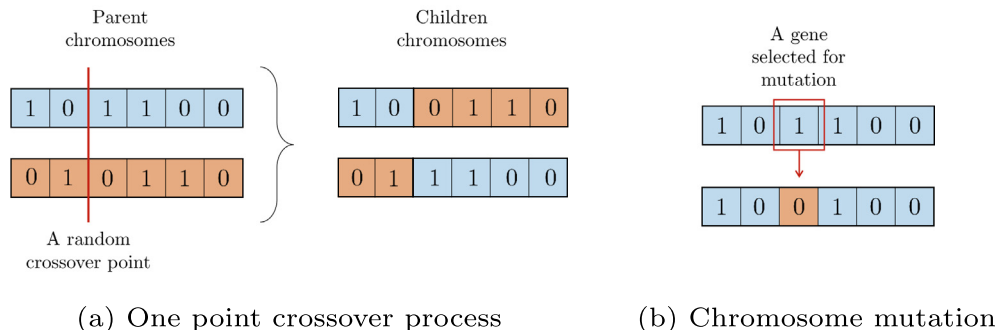 Parent
chromosomes
1 0 1 1 0 0
0 1 0 1 1 0
A random
crossover point
Children
chromosomes
1 0 0 1 1 0
0 1 1 1 0 0
(a) One point crossover process
A gene
selected for
mutation
1 0 1 1 0 0
1 0 0 1 0 0
(b) Chromosome mutation